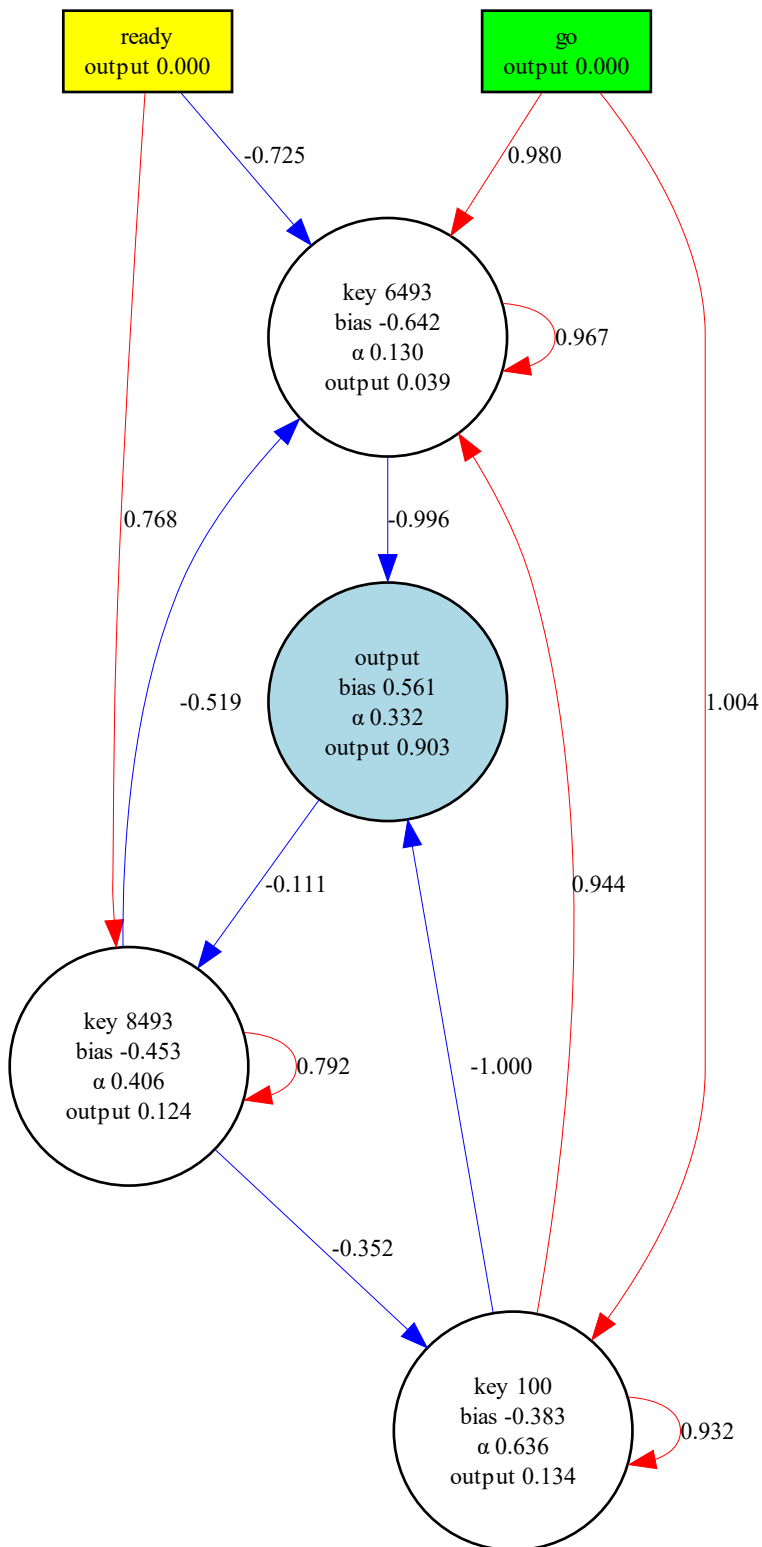 ready
output 0.000
go
output 0.000
-0.725
0.980
key 6493
bias -0.642
α 0.130
output 0.039
0.967
0.768
-0.996
-0.519
output
bias 0.561
α 0.332
output 0.903
1.004
-0.111
0.944
key 8493
bias -0.453
α 0.406
output 0.124
0.792
-1.000
-0.352
key 100
bias -0.383
α 0.636
output 0.134
0.932